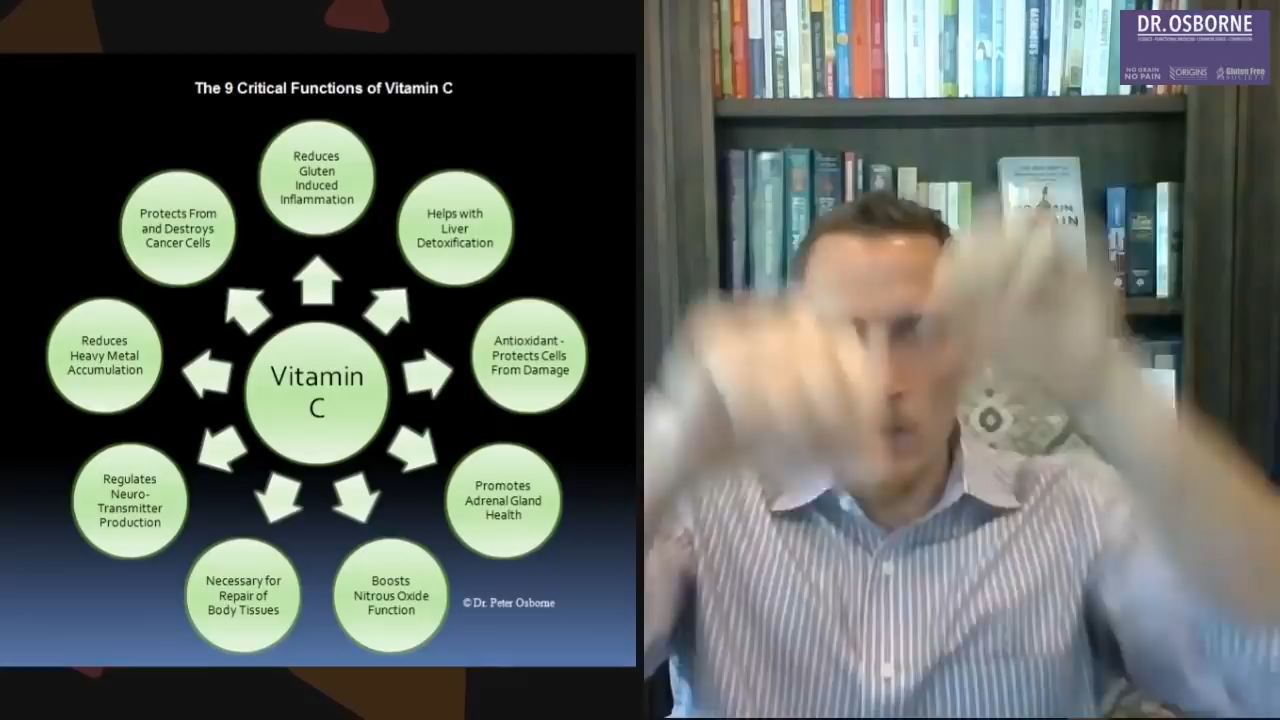 The 9 Critical Functions of Vitamin C
Reduces
Gluten
Induced
Inflammation
Helps with
Liver
Detoxification
Antioxidant -
Protects Cells
From Damage
Promotes
Adrenal Gland
Health
Boosts
Nitrous Oxide
Function
Necessary for
Repair of
Body Tissues
Regulates
Neuro-
Transmitter
Production
Reduces
Heavy Metal
Accumulation
Protects From
and Destroys
Cancer Cells
Vitamin
C
© Dr. Peter Osborne
DR.OSBORNE
NO GRAIN
NO PAIN
ORIGINS
Gluten Free
SOCIETY